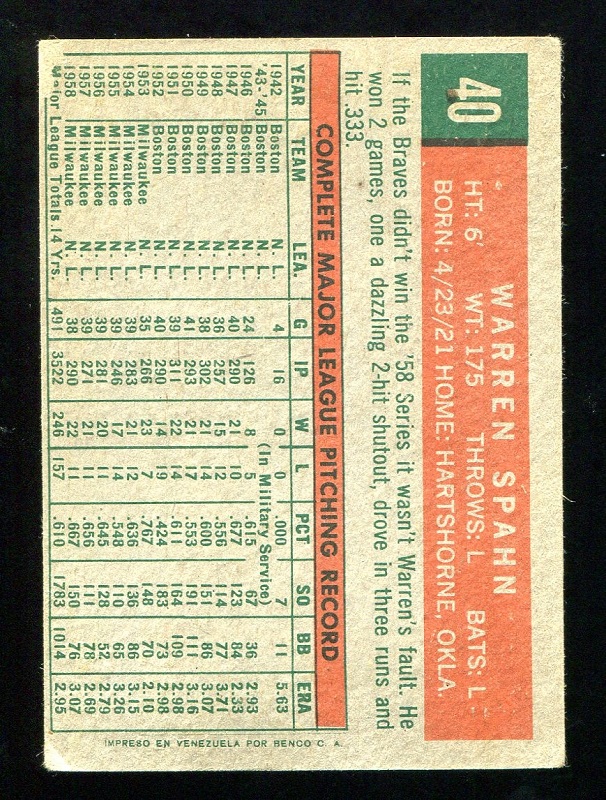 40
WARREN SPAHN
HT: 6' WT: 175 THROWS: L BATS: L
BORN: 4/23/21 HOME: HARTSHORNE, OKLA.
If the Braves didn't win the '58 Series it wasn't Warren's fault. He
won 2 games, one a dazzling 2-hit shutout, drove in three runs and
hit .333.
COMPLETE MAJOR LEAGUE PITCHING RECORD
YEAR TEAM LEA. G IP W L PCT SO BB ERA
1942 Boston N. L. 4 16 0 0 .000 7 11 5.63
'43-'45 Boston N. L. (In Military Service)
1946 Boston N. L. 24 126 8 5 .615 67 36 2.93
1947 Boston N. L. 40 290 21 10 .677 123 84 2.33
1948 Boston N. L. 36 257 15 12 .556 114 77 3.71
1949 Boston N. L. 38 302 21 14 .600 151 86 3.07
1950 Boston N. L. 41 293 21 17 .553 191 111 3.16
1951 Boston N. L. 39 311 22 14 .611 164 109 2.98
1952 Boston N. L. 40 290 14 19 .424 183 73 2.98
1953 Milwaukee N. L. 35 266 23 7 .767 148 70 2.10
1954 Milwaukee N. L. 39 283 21 12 .636 136 86 3.15
1955 Milwaukee N. L. 39 246 17 14 .548 110 65 3.26
1956 Milwaukee N. L. 39 281 20 11 .645 128 52 2.79
1957 Milwaukee N. L. 39 271 21 11 .656 111 78 2.69
1958 Milwaukee N. L. 38 290 22 11 .667 150 76 3.07
Major League Totals 14 Yrs. 491 3522 246 157 .610 1783 1014 2.95
IMPRESO EN VENEZUELA POR BENCO C. A.